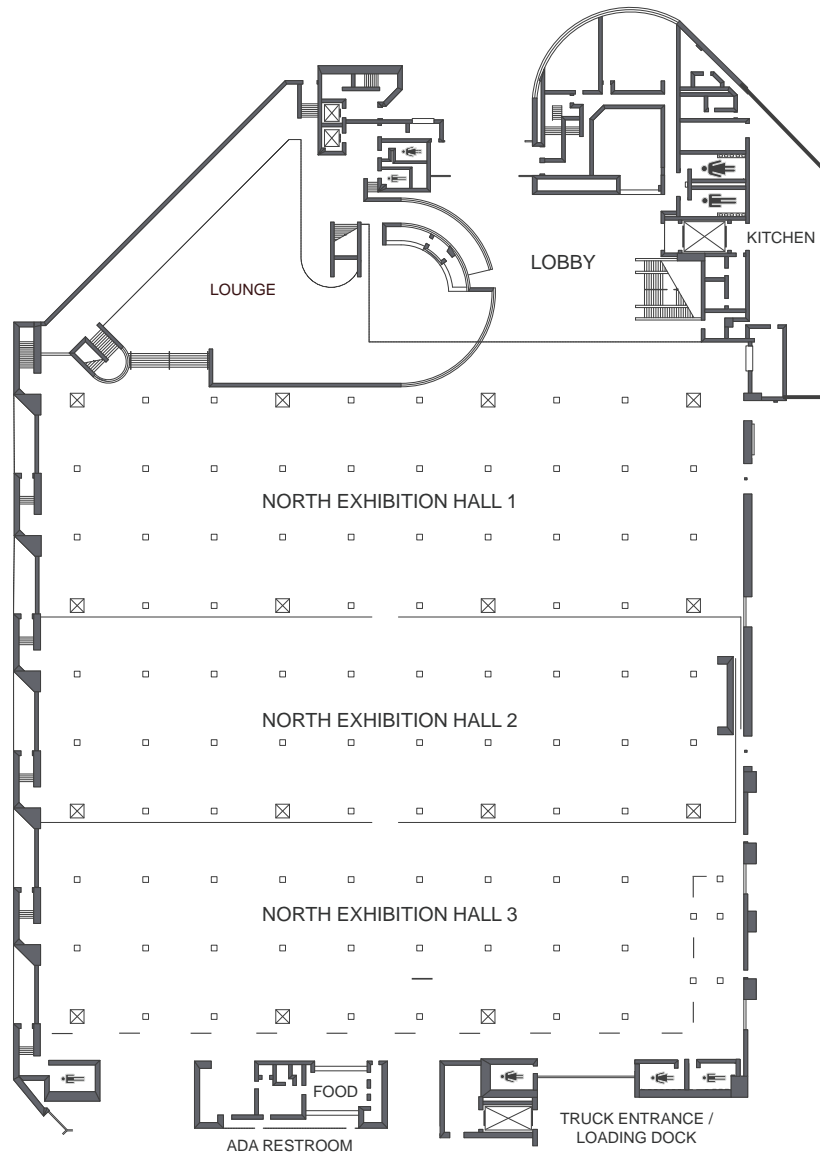 KITCHEN
LOBBY
LOUNGE
NORTH EXHIBITION HALL 1
NORTH EXHIBITION HALL 2
NORTH EXHIBITION HALL 3
FOOD
ADA RESTROOM
TRUCK ENTRANCE /
LOADING DOCK